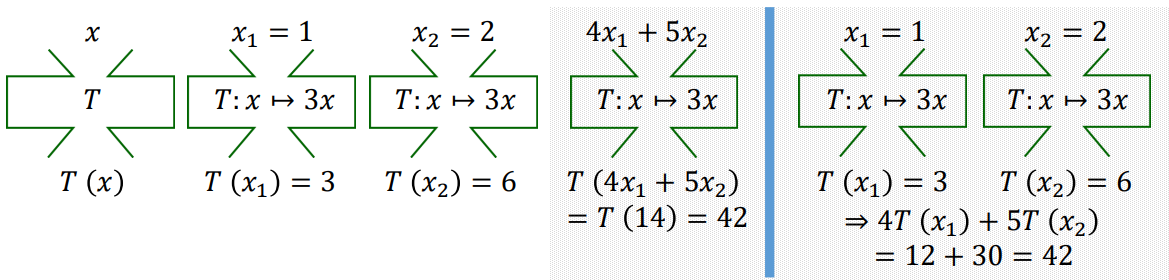 x
T
T (x)
x₁ = 1
T: x ↦ 3x
T (x₁) = 3
x₂ = 2
T: x ↦ 3x
T (x₂) = 6
4x₁ + 5x₂
T: x ↦ 3x
T (4x₁ + 5x₂)
= T (14) = 42
x₁ = 1
T: x ↦ 3x
T (x₁) = 3
x₂ = 2
T: x ↦ 3x
T (x₂) = 6
⇒ 4T (x₁) + 5T (x₂)
= 12 + 30 = 42